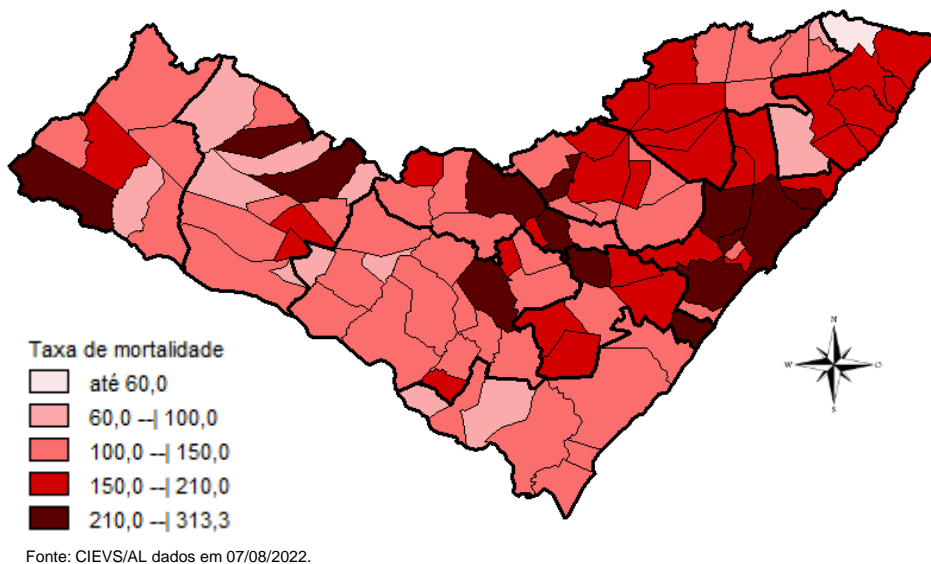 N
W
O
S
Taxa de mortalidade
até 60,0
60,0 --| 100,0
100,0 --| 150,0
150,0 --| 210,0
210,0 --| 313,3
Fonte: CIEVS/AL dados em 07/08/2022.